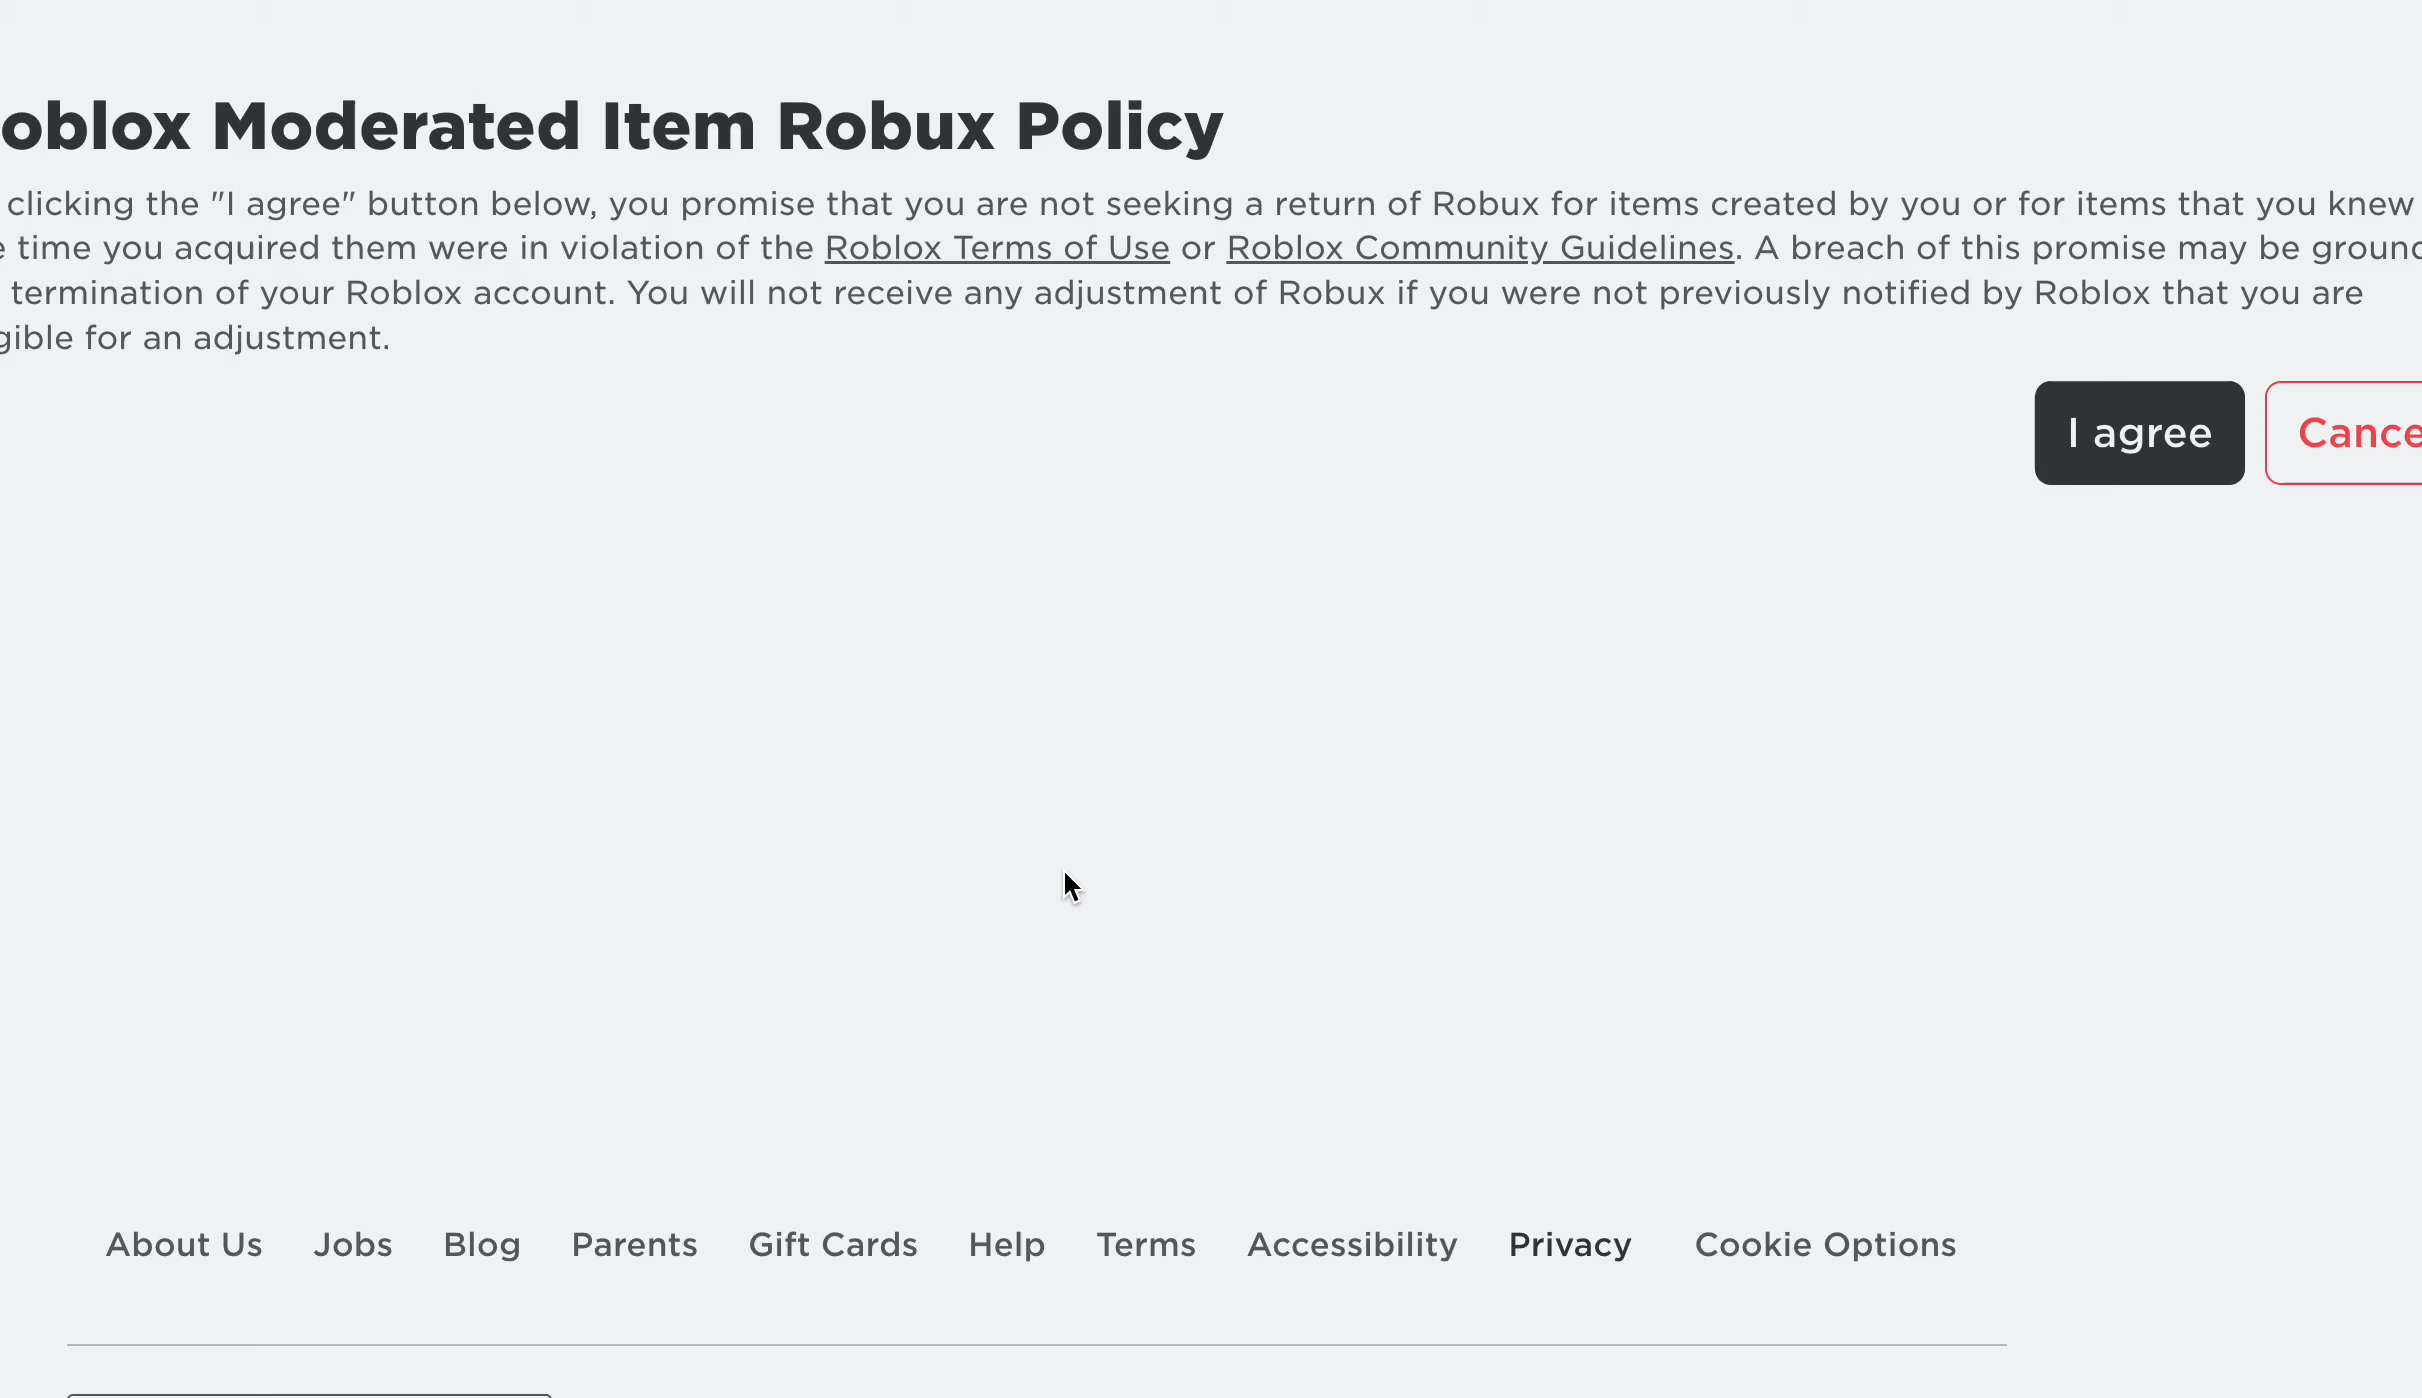 oblox Moderated Item Robux Policy
clicking the "I agree" button below, you promise that you are not seeking a return of Robux for items created by you or for items that you knew
time you acquired them were in violation of the Roblox Terms of Use or Roblox Community Guidelines. A breach of this promise may be groun
termination of your Roblox account. You will not receive any adjustment of Robux if you were not previously notified by Roblox that you are
gible for an adjustment.
I agree
Cance
About Us Jobs Blog Parents Gift Cards Help Terms Accessibility Privacy Cookie Options